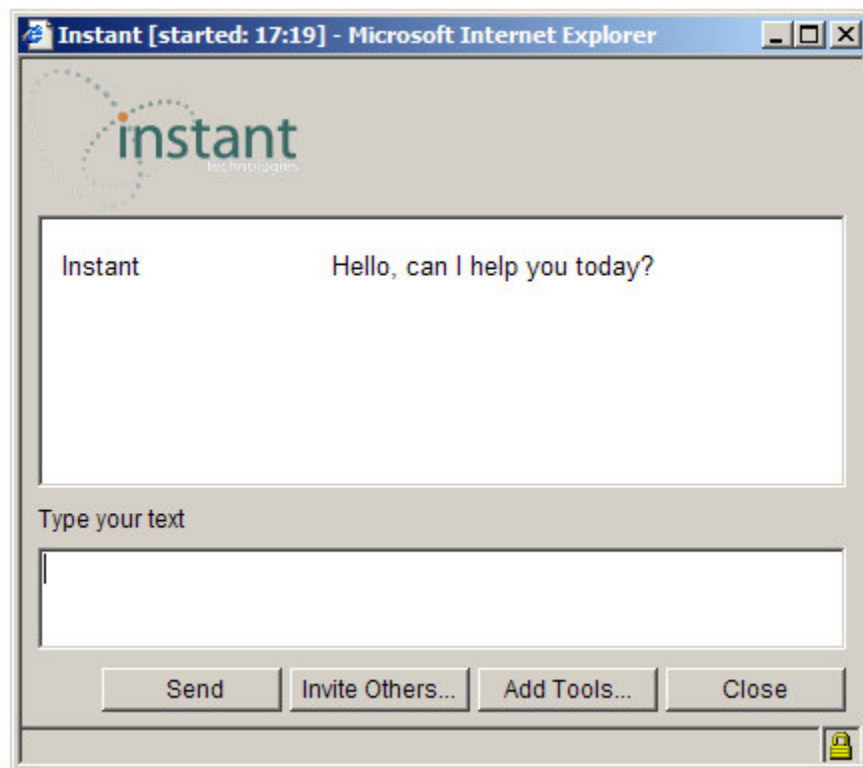 Instant [started: 17:19] - Microsoft Internet Explorer
instant
technologies
Instant Hello, can I help you today?
Type your text
Send Invite Others... Add Tools... Close